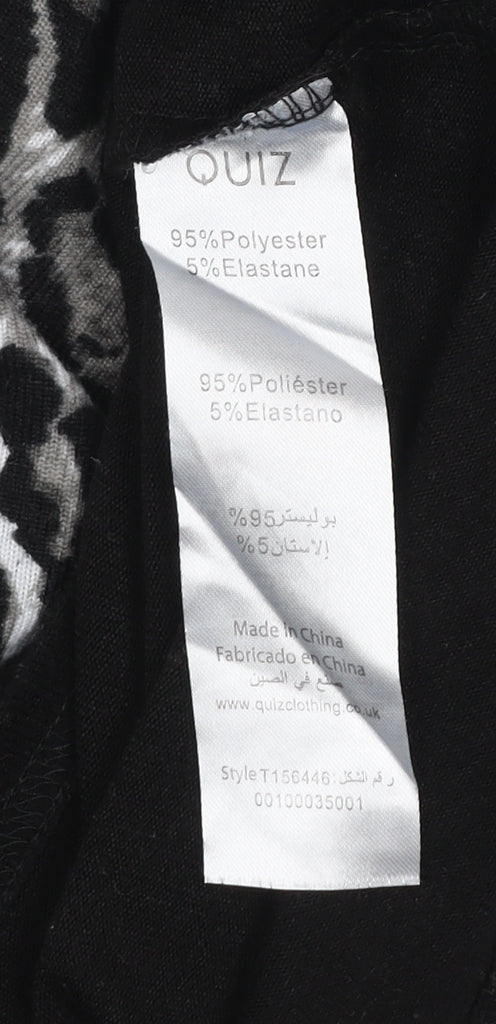 QUIZ
95%Polyester
5%Elastane
95%Poliéster
5%Elastano
بوليستر95%
إلاستان5%
Made in China
Fabricado en China
صنع في الصين
www.quizclothing.co.uk
Style T156446: رقم الشكل
00100035001